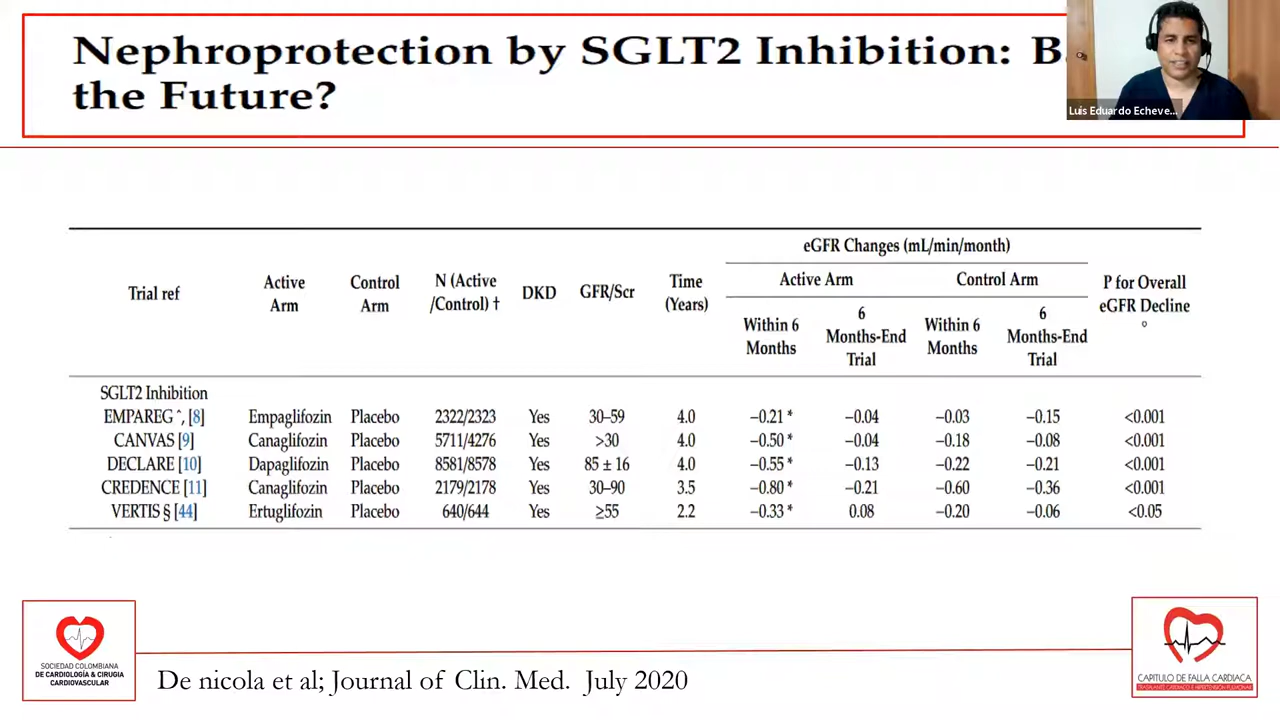 Nephroprotection by SGLT2 Inhibition: B
the Future?
Luis Eduardo Echeve...
eGFR Changes (mL/min/month)
Trial ref Active Arm Control Arm N (Active /Control) † DKD GFR/Scr Time (Years) Active Arm Control Arm P for Overall eGFR Decline °
Within 6 Months 6 Months-End Trial Within 6 Months 6 Months-End Trial
SGLT2 Inhibition
EMPAREG ^, [8] Empaglifozin Placebo 2322/2323 Yes 30–59 4.0 −0.21 * −0.04 −0.03 −0.15 <0.001
CANVAS [9] Canaglifozin Placebo 5711/4276 Yes >30 4.0 −0.50 * −0.04 −0.18 −0.08 <0.001
DECLARE [10] Dapaglifozin Placebo 8581/8578 Yes 85 ± 16 4.0 −0.55 * −0.13 −0.22 −0.21 <0.001
CREDENCE [11] Canaglifozin Placebo 2179/2178 Yes 30–90 3.5 −0.80 * −0.21 −0.60 −0.36 <0.001
VERTIS § [44] Ertuglifozin Placebo 640/644 Yes ≥55 2.2 −0.33 * 0.08 −0.20 −0.06 <0.05
SOCIEDAD COLOMBIANA
DE CARDIOLOGÍA & CIRUGÍA
CARDIOVASCULAR
De nicola et al; Journal of Clin. Med. July 2020
CAPITULO DE FALLA CARDIACA
TRASPLANTE CARDIACO E HIPERTENSIÓN PULMONAR